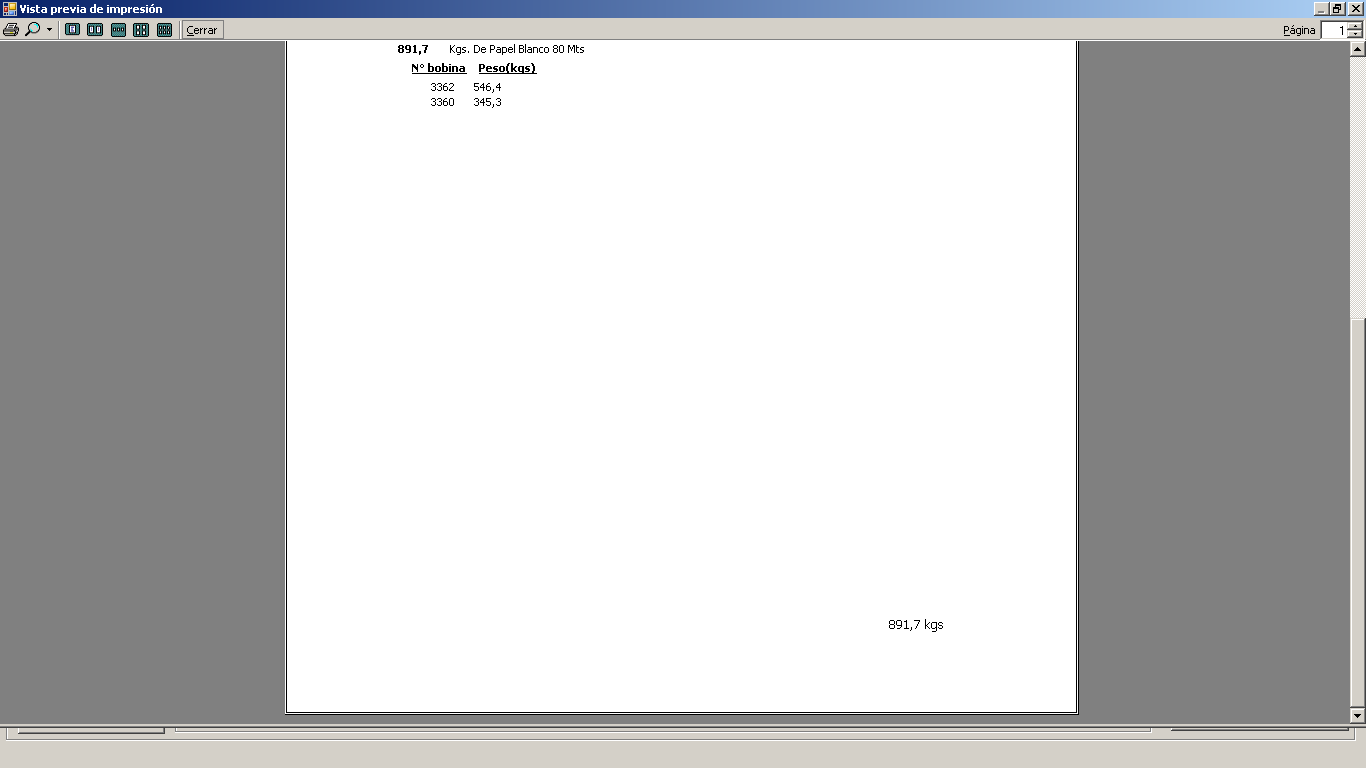 Vista previa de impresión
Cerrar Página 1
891,7 Kgs. De Papel Blanco 80 Mts
N° bobina Peso(kgs)
3362 546,4
3360 345,3
891,7 kgs